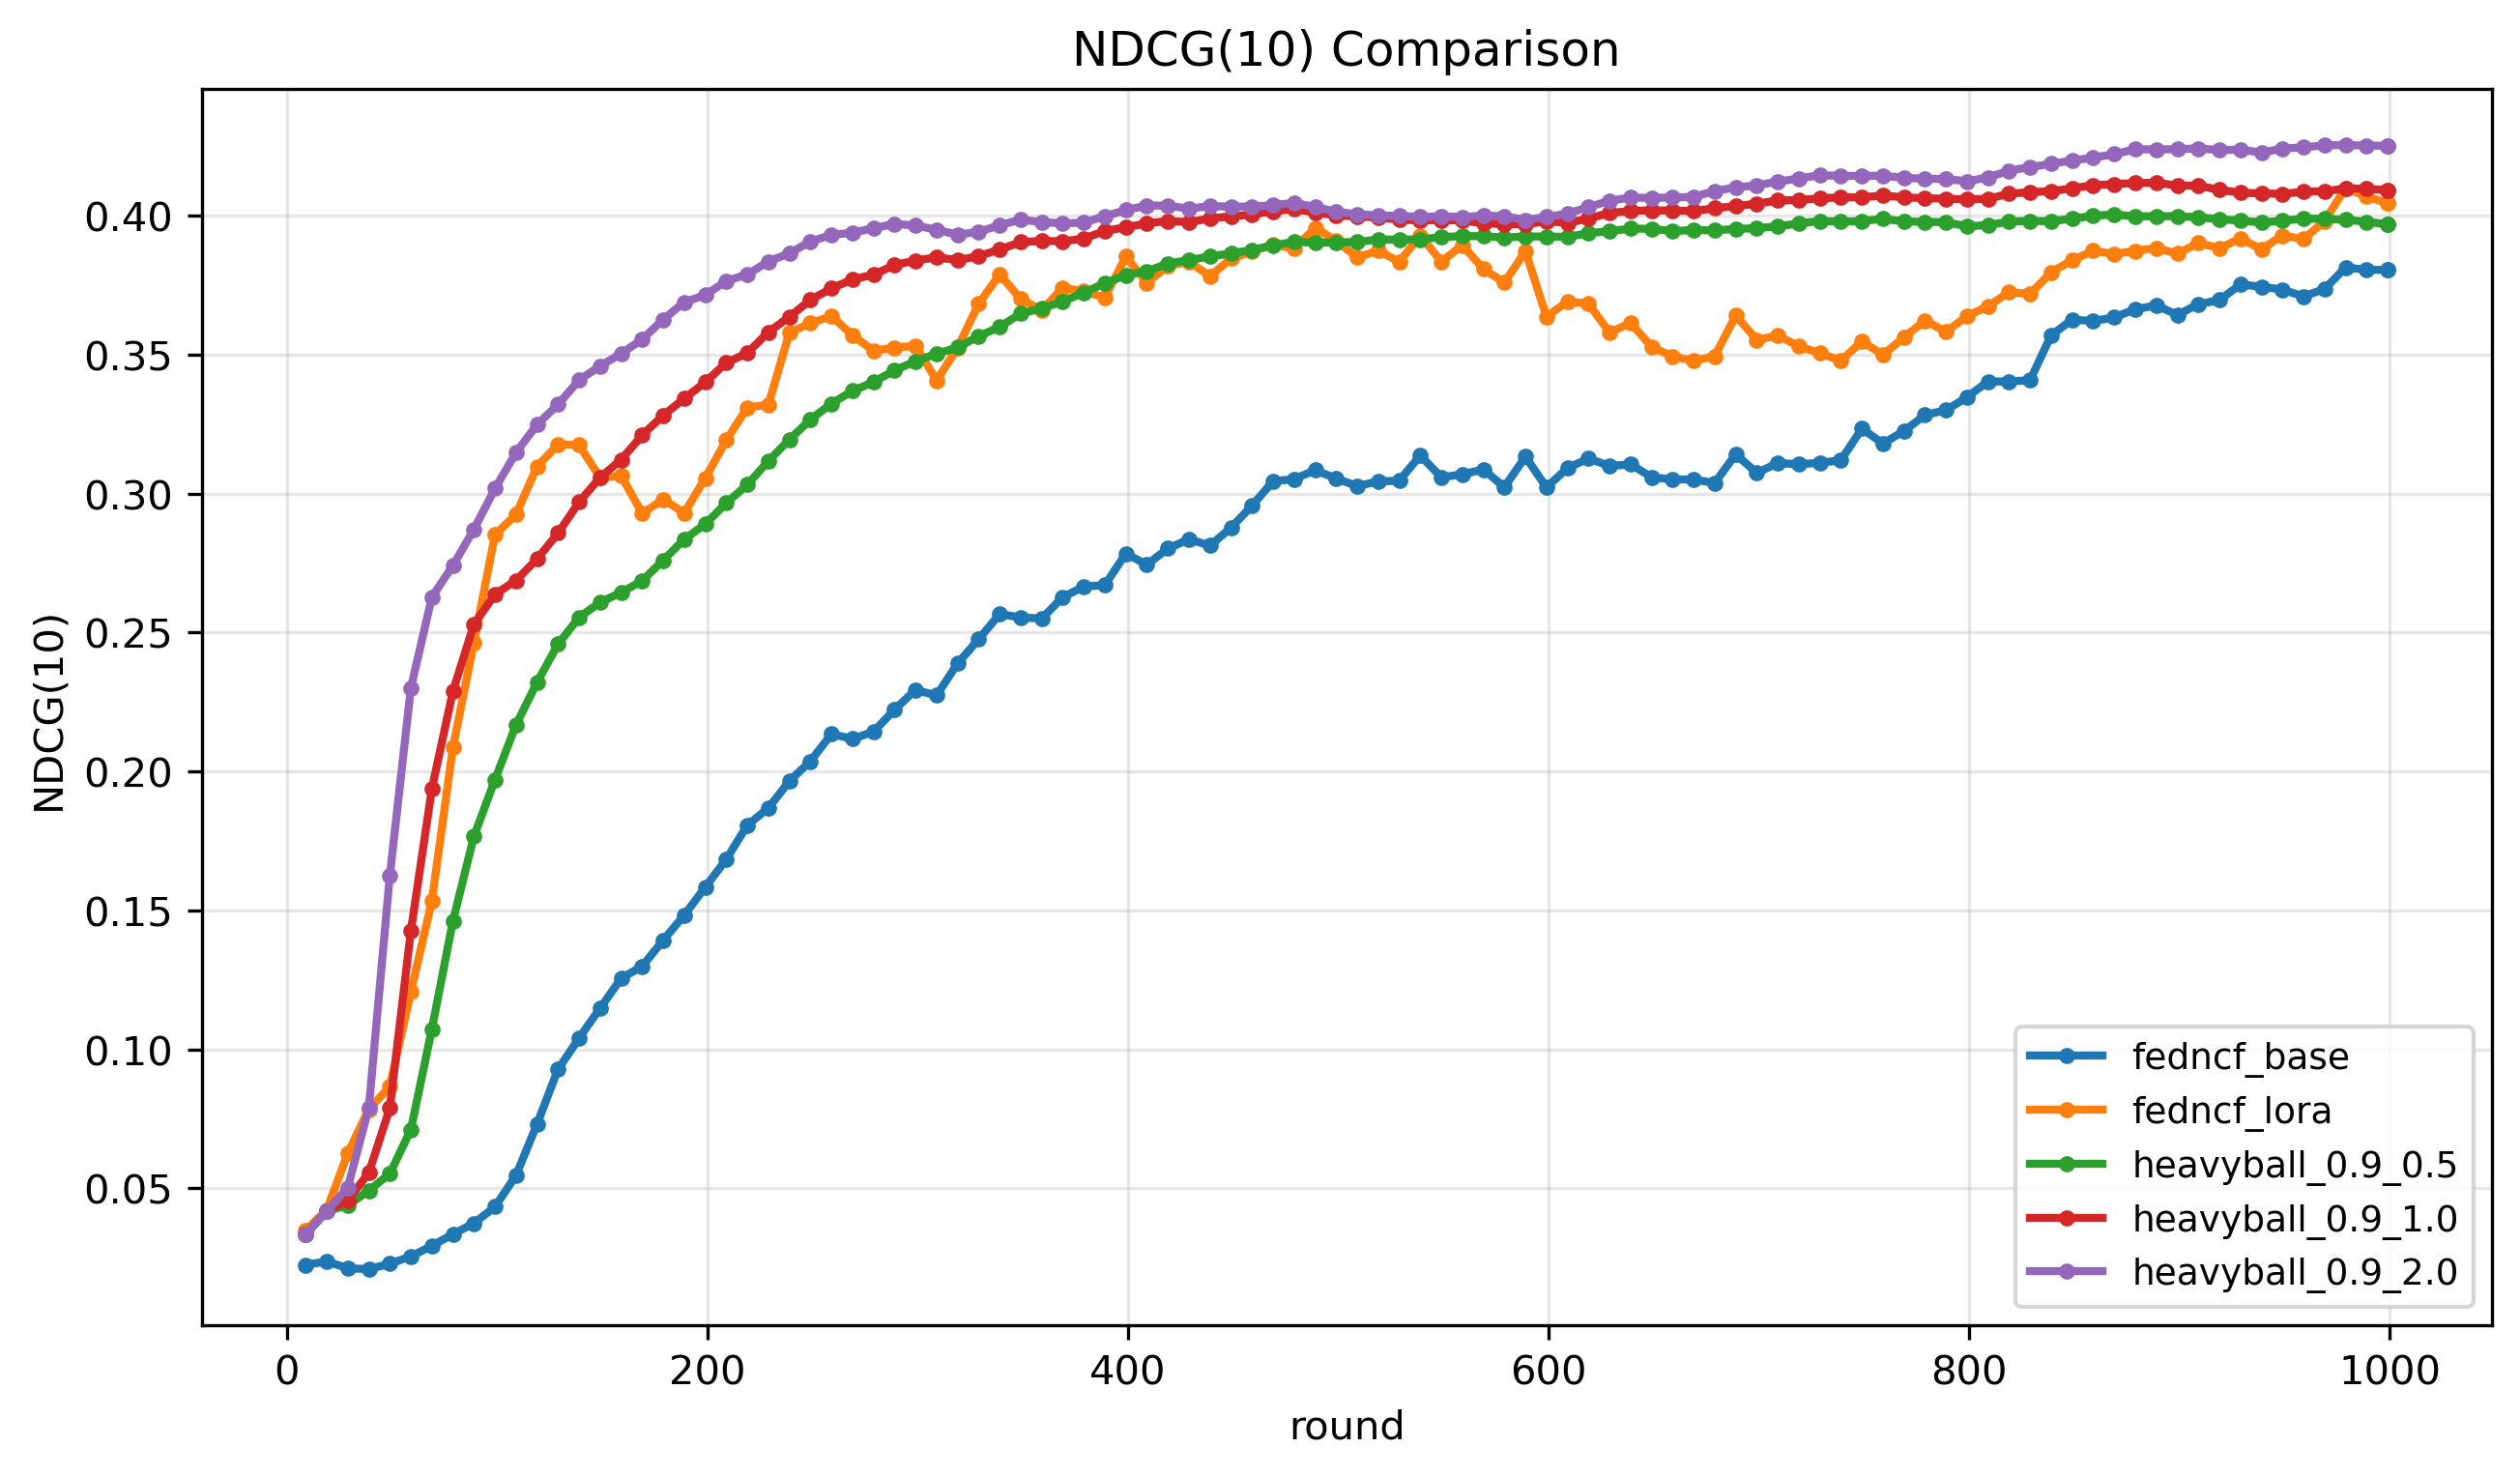 NDCG(10) Comparison
NDCG(10)
0.40
0.35
0.30
0.25
0.20
0.15
0.10
0.05
0 200 400 600 800 1000
round
fedncf_base
fedncf_lora
heavyball_0.9_0.5
heavyball_0.9_1.0
heavyball_0.9_2.0